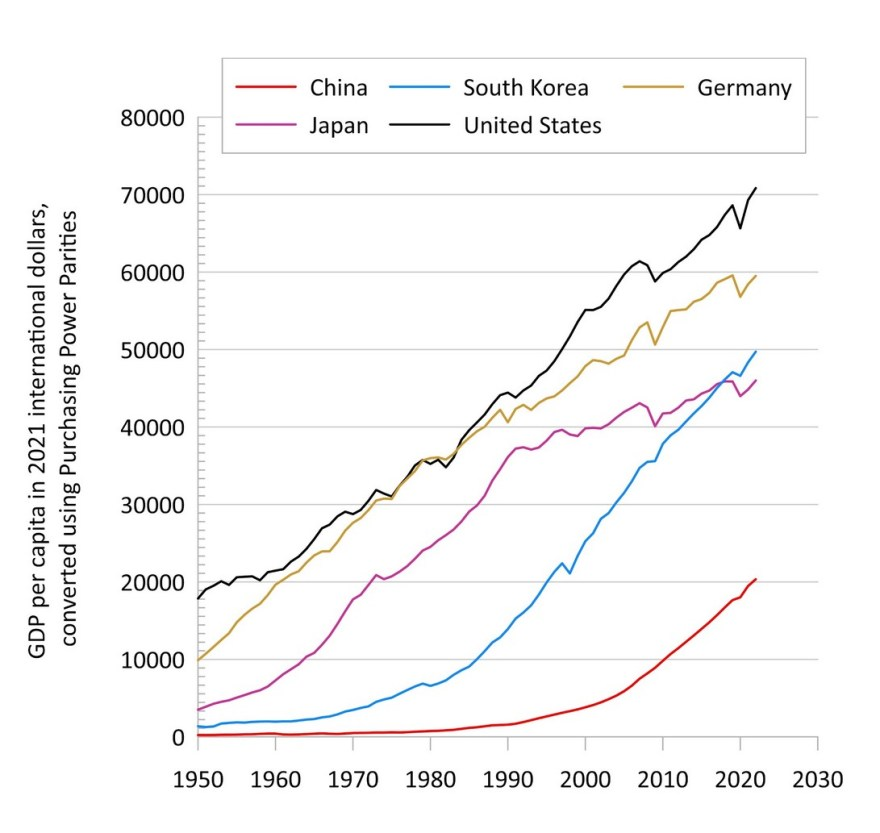 China South Korea Germany
Japan United States
GDP per capita in 2021 international dollars,
converted using Purchasing Power Parities
80000
70000
60000
50000
40000
30000
20000
10000
0
1950 1960 1970 1980 1990 2000 2010 2020 2030